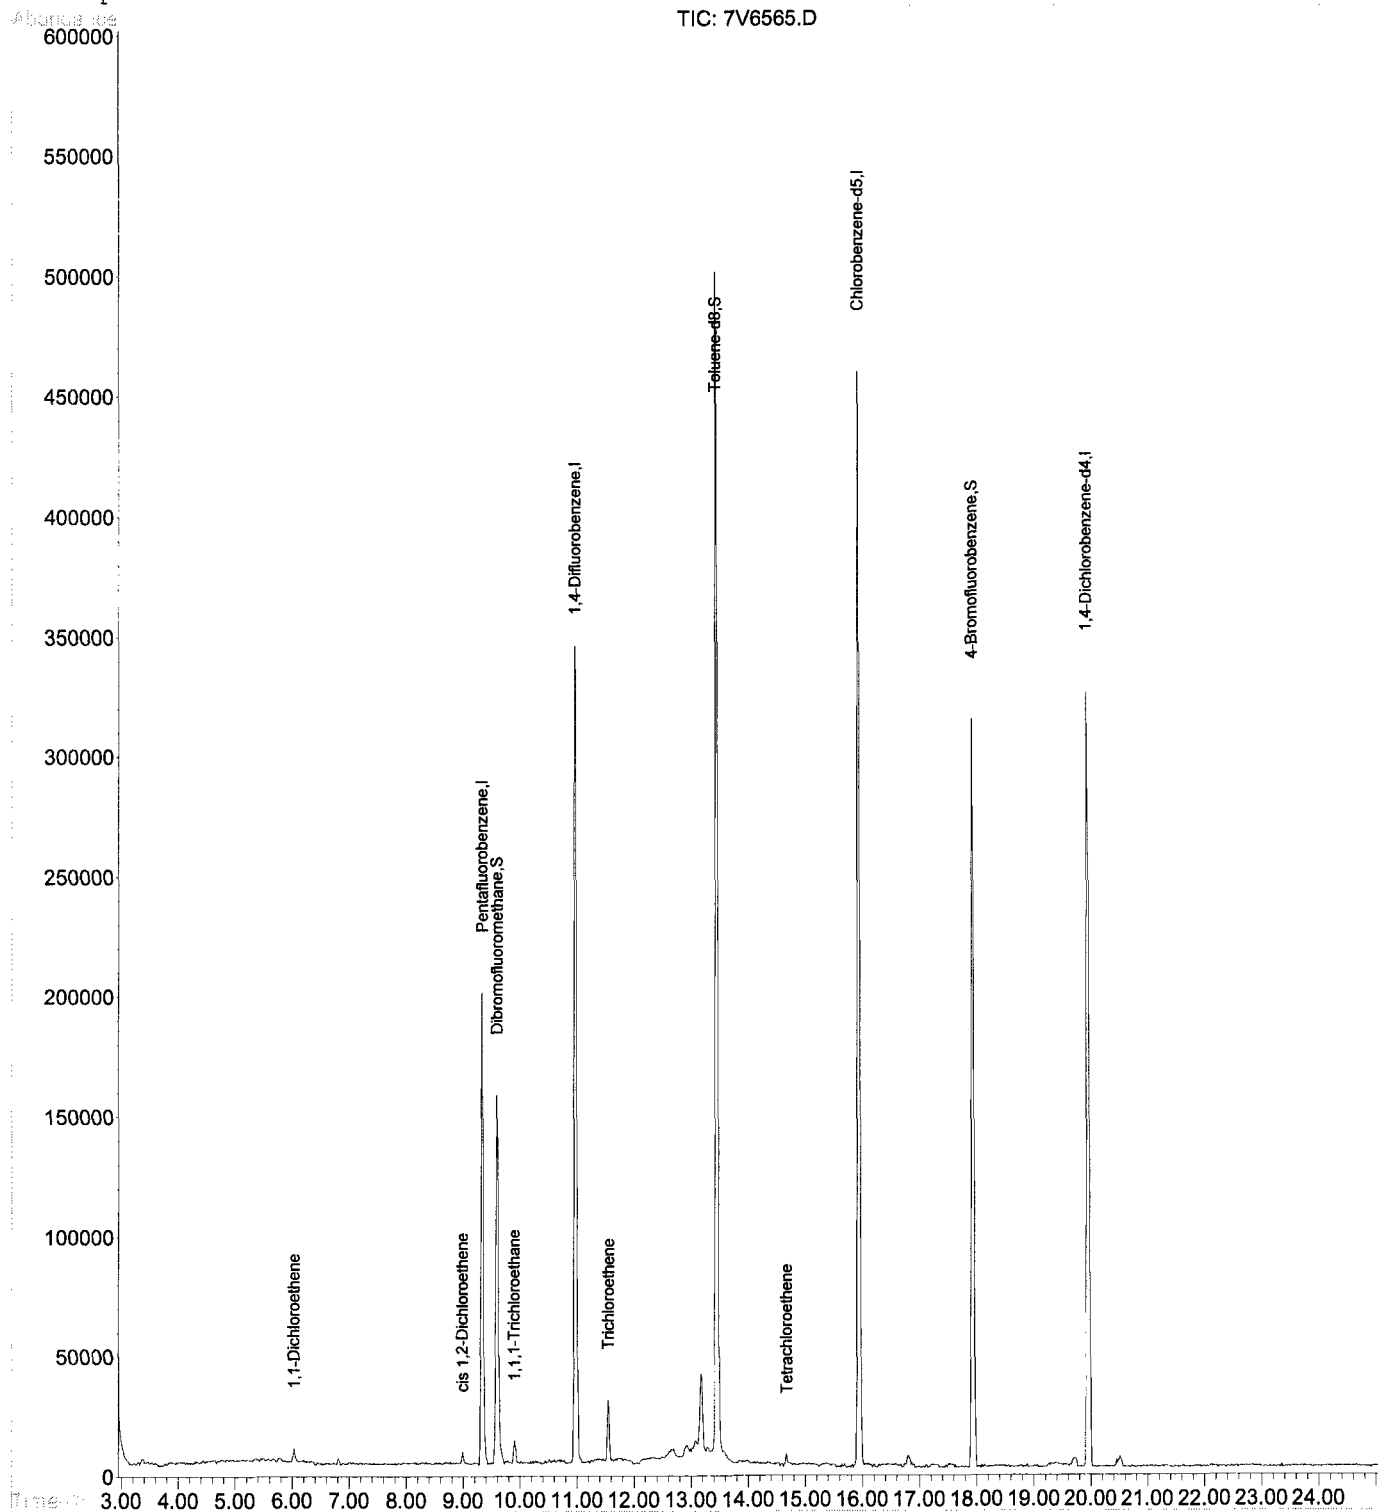 Abundance
TIC: 7V6565.D
600000
550000
500000
450000
400000
350000
300000
250000
200000
150000
100000
50000
0
1,1-Dichloroethene
cis 1,2-Dichloroethene
Pentafluorobenzene,I
Dibromofluoromethane,S
1,1,1-Trichloroethane
1,4-Difluorobenzene,I
Trichloroethene
Toluene-d8,S
Tetrachloroethene
Chlorobenzene-d5,I
4-Bromofluorobenzene,S
1,4-Dichlorobenzene-d4,I
Time--> 3.00 4.00 5.00 6.00 7.00 8.00 9.00 10.00 11.00 12.00 13.00 14.00 15.00 16.00 17.00 18.00 19.00 20.00 21.00 22.00 23.00 24.00